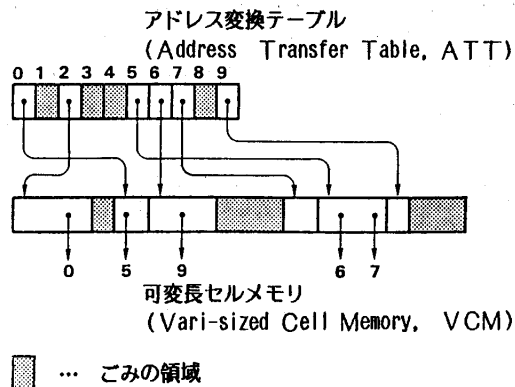 アドレス変換テーブル
(Address Transfer Table, ATT)
0 1 2 3 4 5 6 7 8 9
0 5 9 6 7
可変長セルメモリ
(Vari-sized Cell Memory, VCM)
… ごみの領域